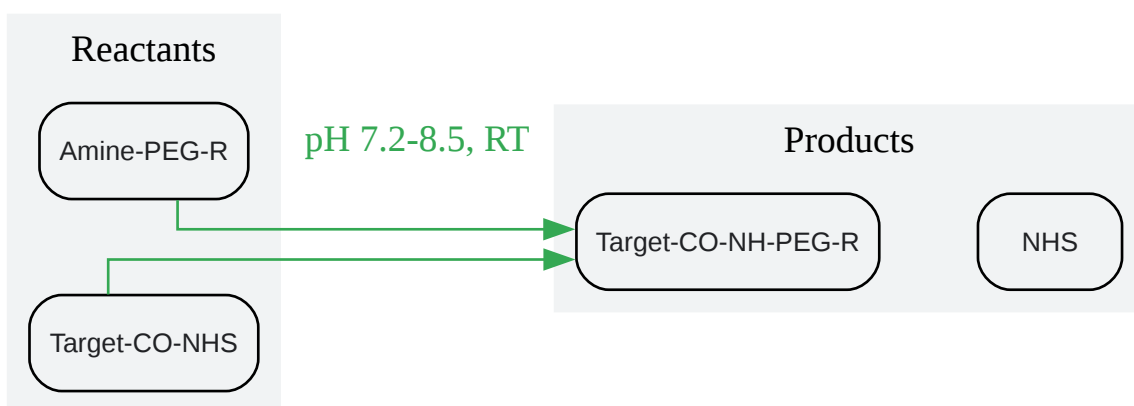 Reactants
Amine-PEG-R
Target-CO-NHS
pH 7.2-8.5, RT
Products
Target-CO-NH-PEG-R
NHS